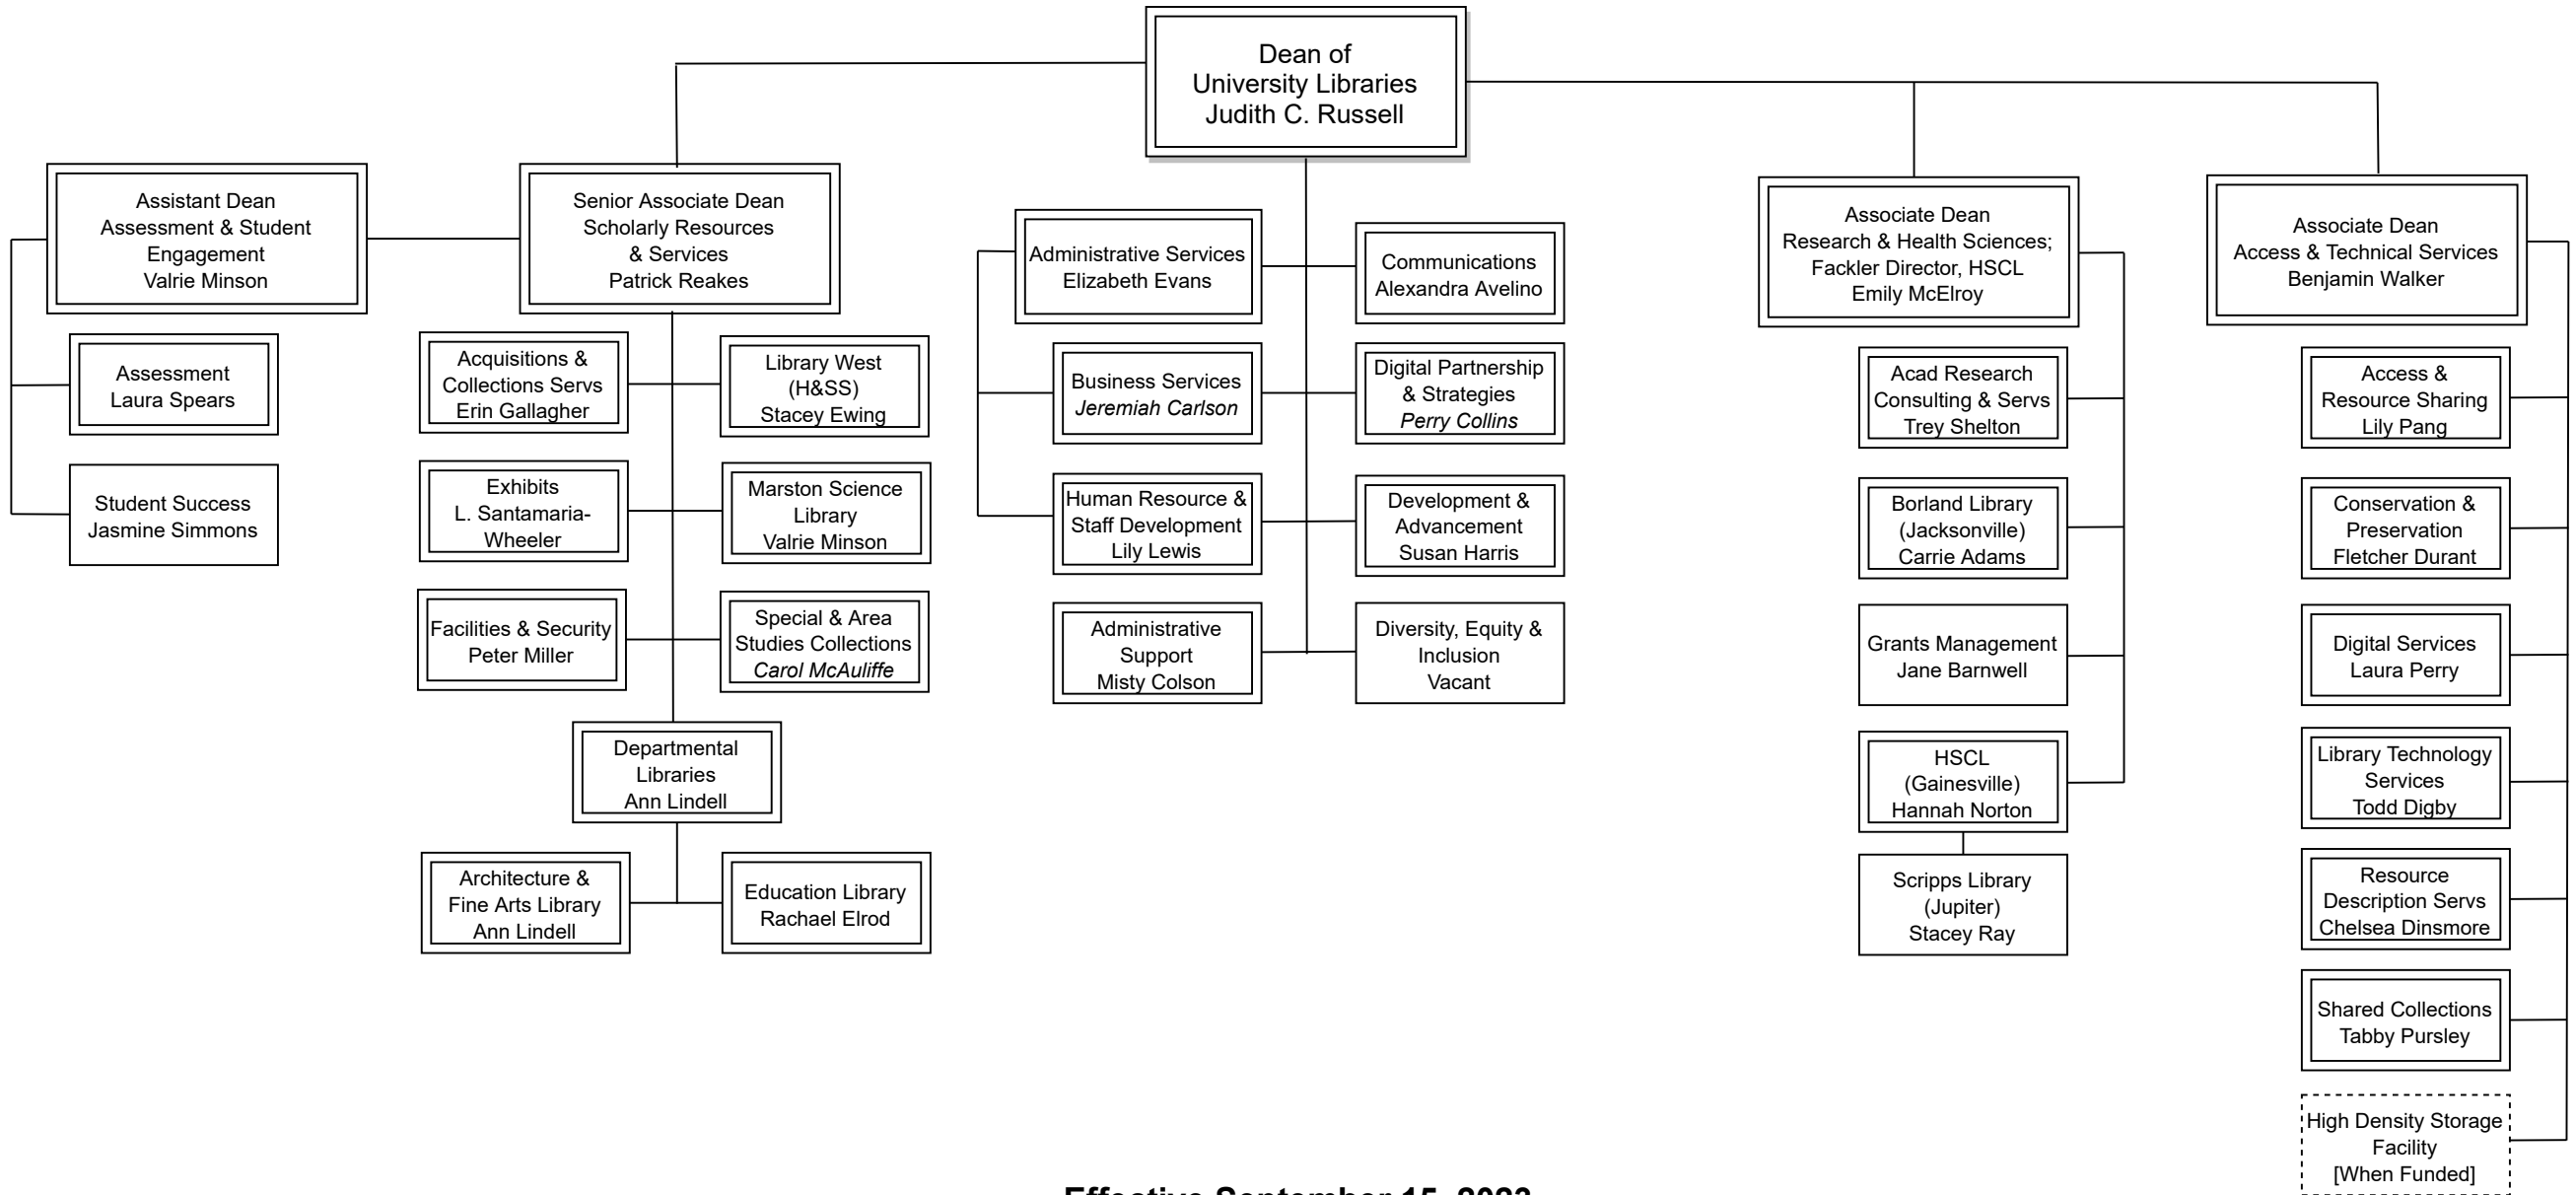 Dean of
University Libraries
Judith C. Russell
Assistant Dean
Assessment & Student
Engagement
Valrie Minson
Senior Associate Dean
Scholarly Resources
& Services
Patrick Reakes
Administrative Services
Elizabeth Evans
Communications
Alexandra Avelino
Associate Dean
Research & Health Sciences;
Fackler Director, HSCL
Emily McElroy
Associate Dean
Access & Technical Services
Benjamin Walker
Assessment
Laura Spears
Student Success
Jasmine Simmons
Acquisitions &
Collections Servs
Erin Gallagher
Library West
(H&SS)
Stacey Ewing
Exhibits
L. Santamaria-
Wheeler
Marston Science
Library
Valrie Minson
Facilities & Security
Peter Miller
Special & Area
Studies Collections
Carol McAuliffe
Departmental
Libraries
Ann Lindell
Architecture &
Fine Arts Library
Ann Lindell
Education Library
Rachael Elrod
Business Services
Jeremiah Carlson
Digital Partnership
& Strategies
Perry Collins
Human Resource &
Staff Development
Lily Lewis
Development &
Advancement
Susan Harris
Administrative
Support
Misty Colson
Diversity, Equity &
Inclusion
Vacant
Acad Research
Consulting & Servs
Trey Shelton
Borland Library
(Jacksonville)
Carrie Adams
Grants Management
Jane Barnwell
HSCL
(Gainesville)
Hannah Norton
Scripps Library
(Jupiter)
Stacey Ray
Access &
Resource Sharing
Lily Pang
Conservation &
Preservation
Fletcher Durant
Digital Services
Laura Perry
Library Technology
Services
Todd Digby
Resource
Description Servs
Chelsea Dinsmore
Shared Collections
Tabby Pursley
High Density Storage
Facility
[When Funded]
Effective September 15, 2023